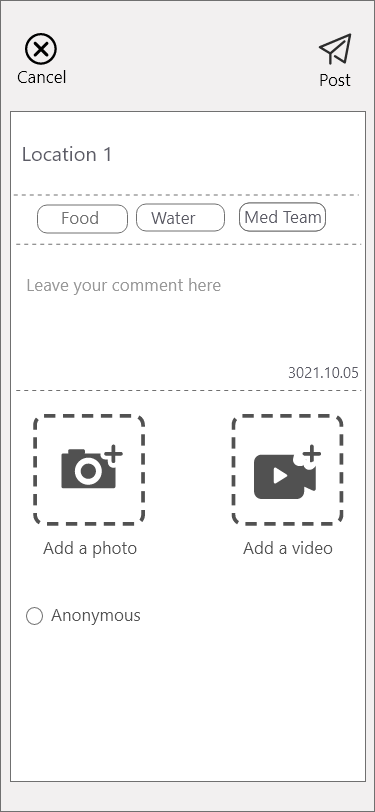 Cancel
Post
Location 1
Food Water Med Team
Leave your comment here
3021.10.05
Add a photo Add a video
Anonymous